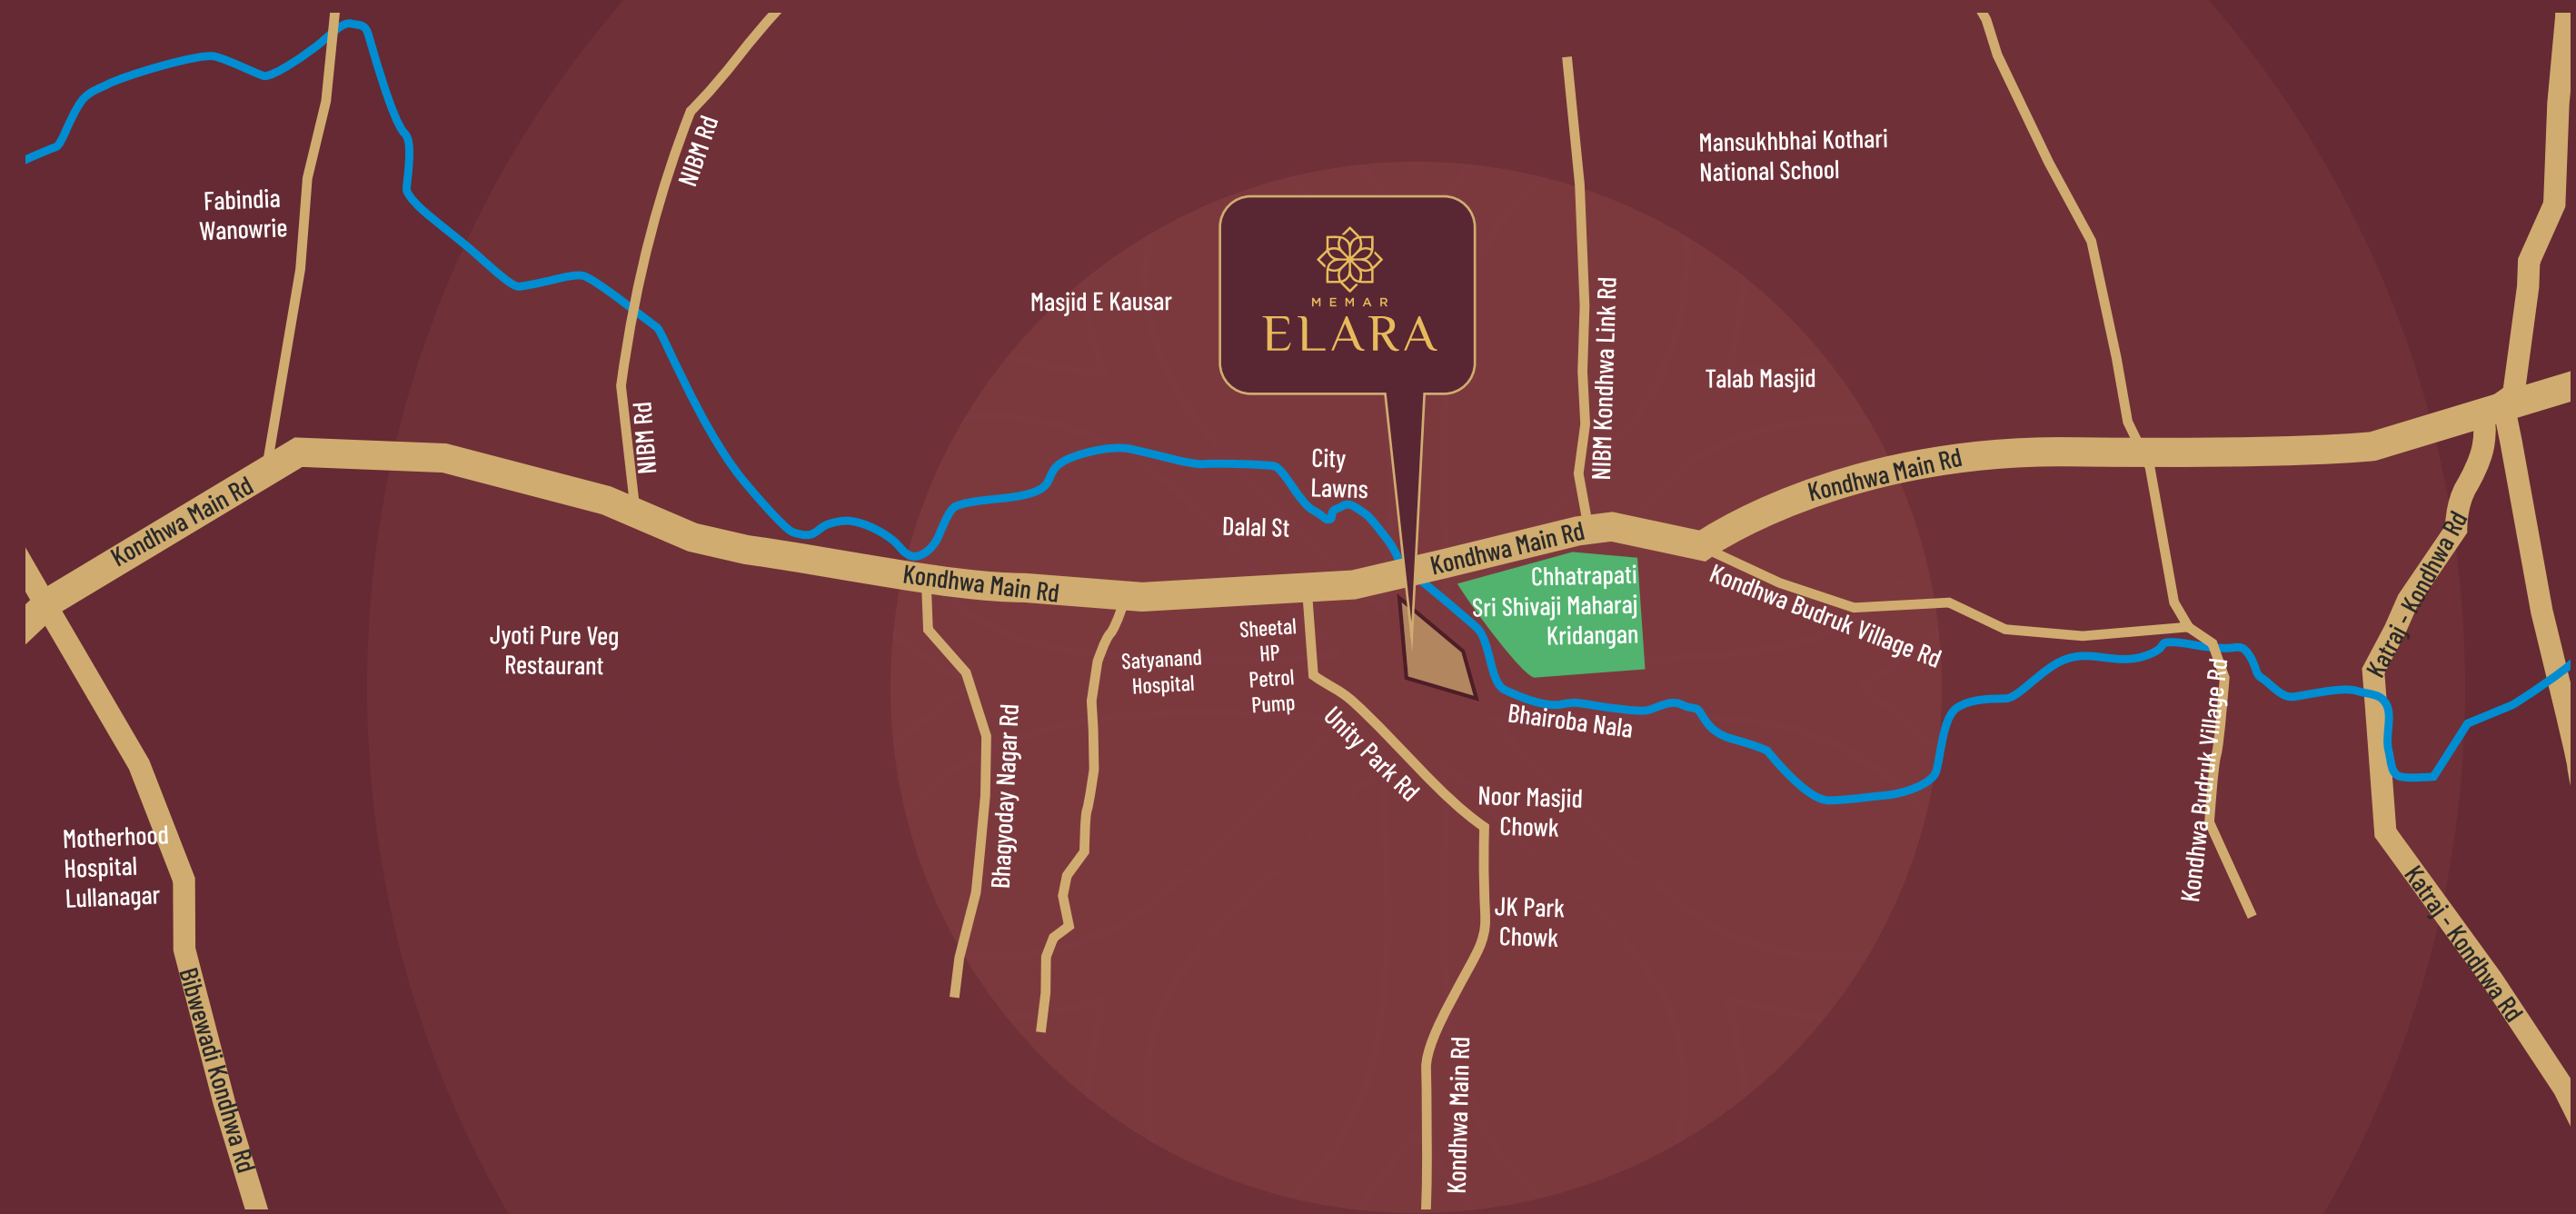 NIBM Rd
Mansukhbhai Kothari
National School
Fabindia
Wanowrie
MEMAR
ELARA
Masjid E Kausar
NIBM Kondhwa Link Rd
Talab Masjid
NIBM Rd
City
Lawns
Dalal St
Kondhwa Main Rd
Kondhwa Main Rd
Kondhwa Main Rd
Kondhwa Main Rd
Chhatrapati
Sri Shivaji Maharaj
Kridangan
Kondhwa Budruk Village Rd
Katraj - Kondhwa Rd
Jyoti Pure Veg
Restaurant
Satyanand
Hospital
Sheetal
HP
Petrol
Pump
Bhairoba Nala
Unity Park Rd
Bhagyoday Nagar Rd
Kondhwa Budruk Village Rd
Noor Masjid
Chowk
Motherhood
Hospital
Lullanagar
JK Park
Chowk
Katraj - Kondhwa Rd
Bibwewadi Kondhwa Rd
Kondhwa Main Rd